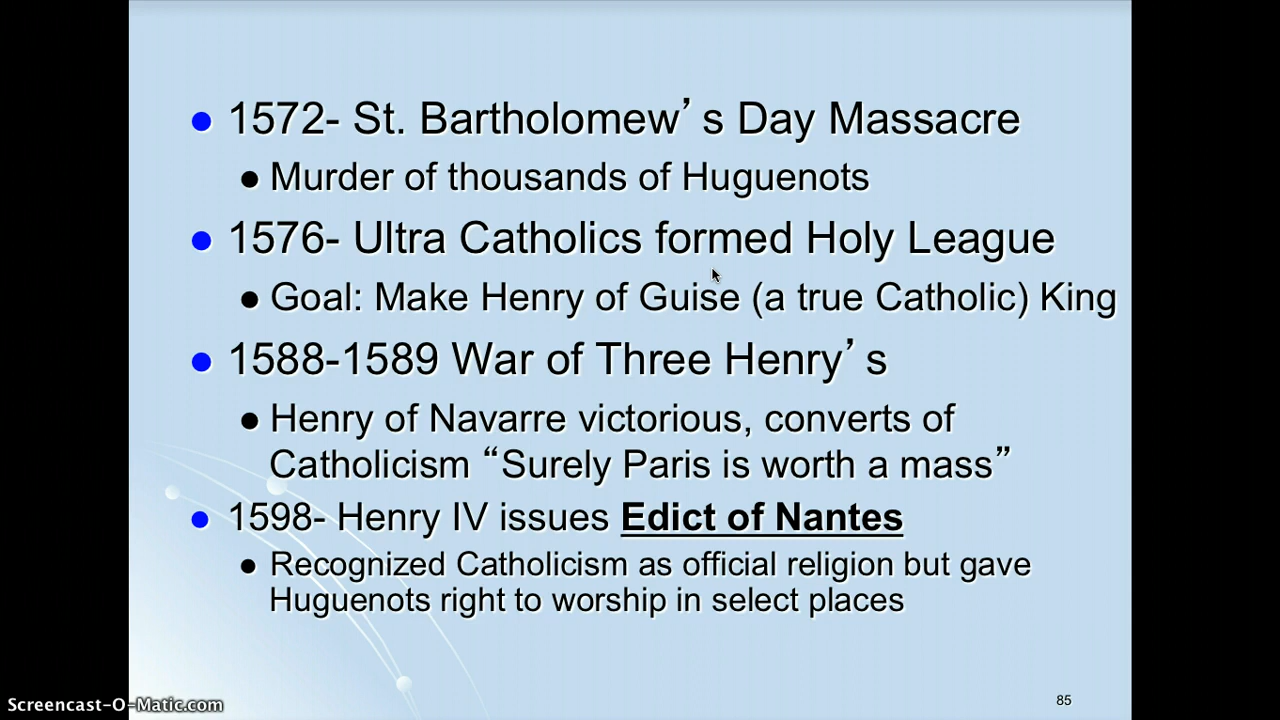 ● 1572- St. Bartholomew’s Day Massacre
● Murder of thousands of Huguenots
● 1576- Ultra Catholics formed Holy League
● Goal: Make Henry of Guise (a true Catholic) King
● 1588-1589 War of Three Henry’s
● Henry of Navarre victorious, converts of
Catholicism “Surely Paris is worth a mass”
● 1598- Henry IV issues Edict of Nantes
● Recognized Catholicism as official religion but gave
Huguenots right to worship in select places
85
Screencast-O-Matic.com